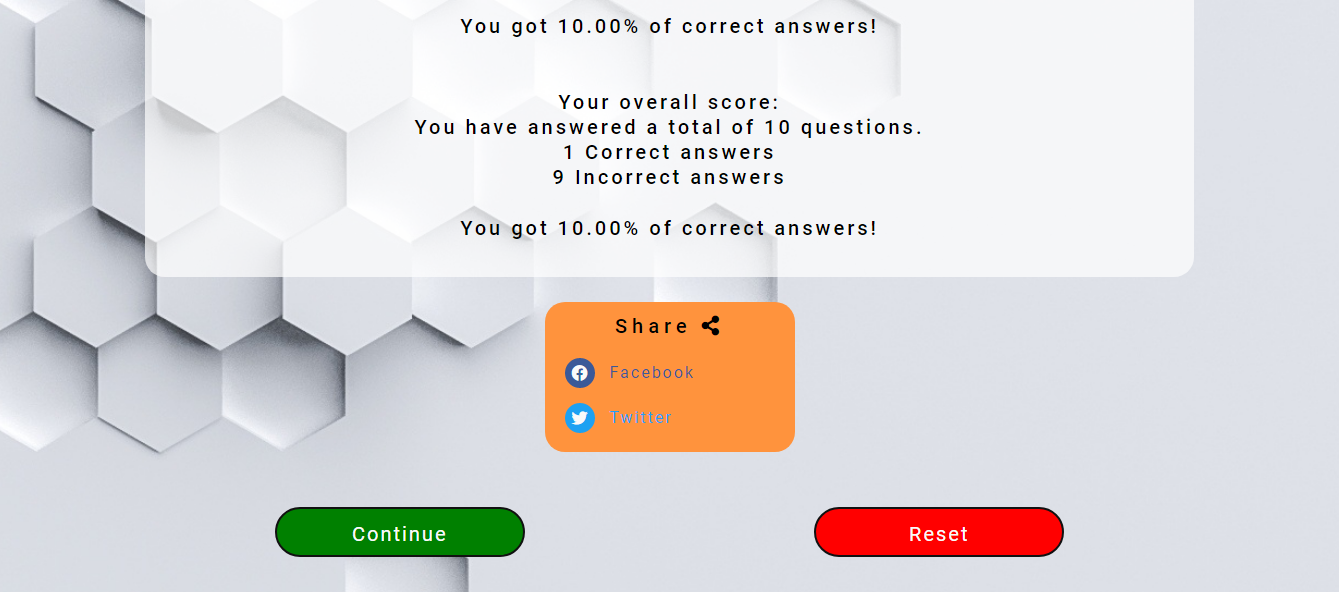 You got 10.00% of correct answers!
Your overall score:
You have answered a total of 10 questions.
1 Correct answers
9 Incorrect answers
You got 10.00% of correct answers!
Share
Facebook
Twitter
Continue
Reset